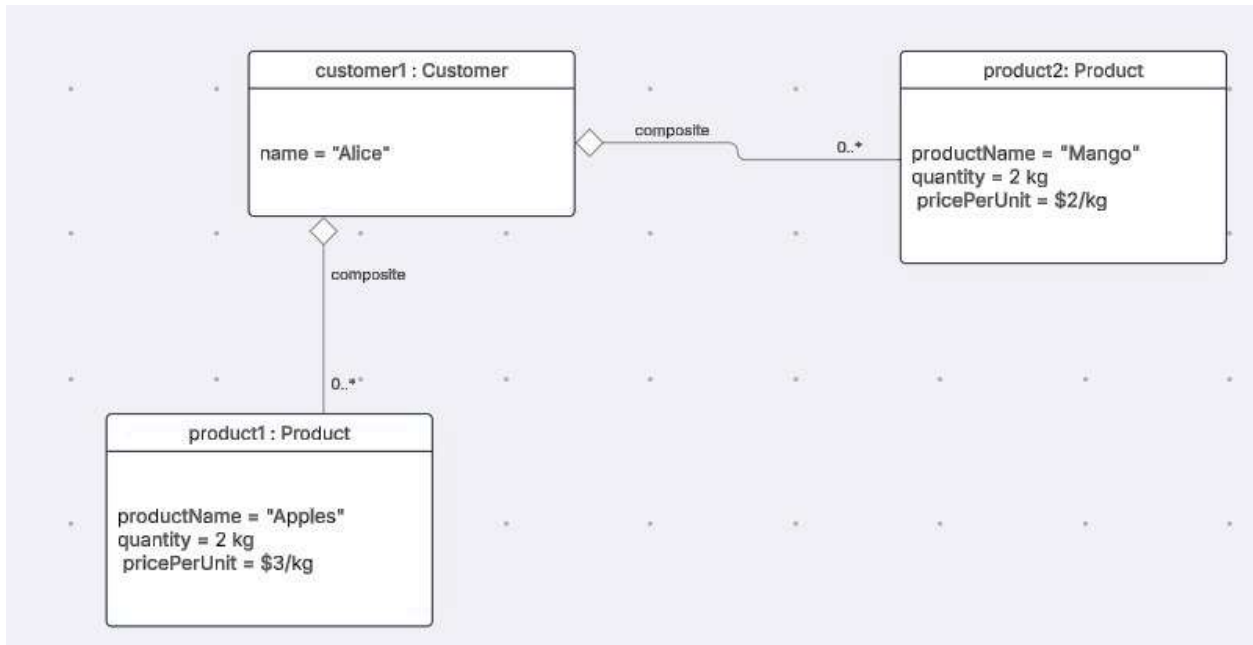 customer1 : Customer
name = "Alice"
composite
0..*
product2: Product
productName = "Mango"
quantity = 2 kg
pricePerUnit = $2/kg
composite
0..*
product1 : Product
productName = "Apples"
quantity = 2 kg
pricePerUnit = $3/kg